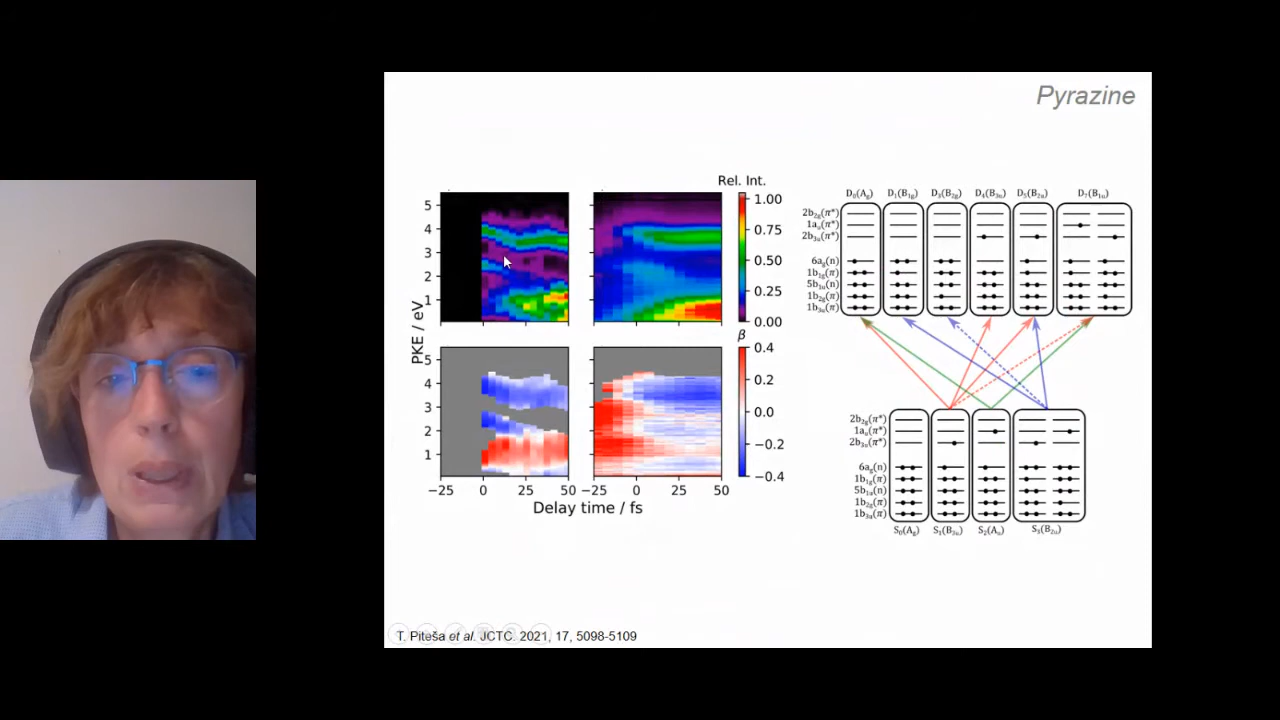 Pyrazine
Rel. Int.
5
4
3
2
1
1.00
0.75
0.50
0.25
0.00
PKE / eV
β
5
4
3
2
1
0.4
0.2
0.0
−0.2
−0.4
−25 0 25 50 −25 0 25 50
Delay time / fs
D₀(Ag) D₁(B1g) D₃(B2g) D₄(B3u) D₅(B2u) D₇(B1u)
2b2g(π*)
1au(π*)
2b3u(π*)
6ag(n)
1b1g(π)
5b1u(n)
1b2g(π)
1b3u(π)
2b2g(π*)
1au(π*)
2b3u(π*)
6ag(n)
1b1g(π)
5b1u(n)
1b2g(π)
1b3u(π)
S₀(Ag) S₁(B3u) S₂(Au) S₃(B2u)
T. Piteša et al. JCTC. 2021, 17, 5098-5109